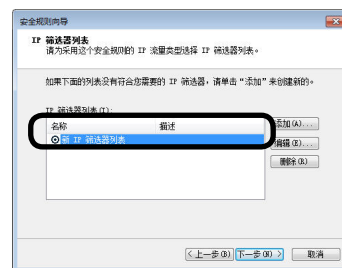 安全规则向导
IP 筛选器列表
请为采用这个安全规则的 IP 流量类型选择 IP 筛选器列表。
如果下面的列表没有符合您需要的 IP 筛选器，请单击“添加”来创建新的。
IP 筛选器列表(I):
名称 描述
新 IP 筛选器列表
添加(A)...
编辑(E)...
删除(R)
<上一步(B) 下一步(N) > 取消